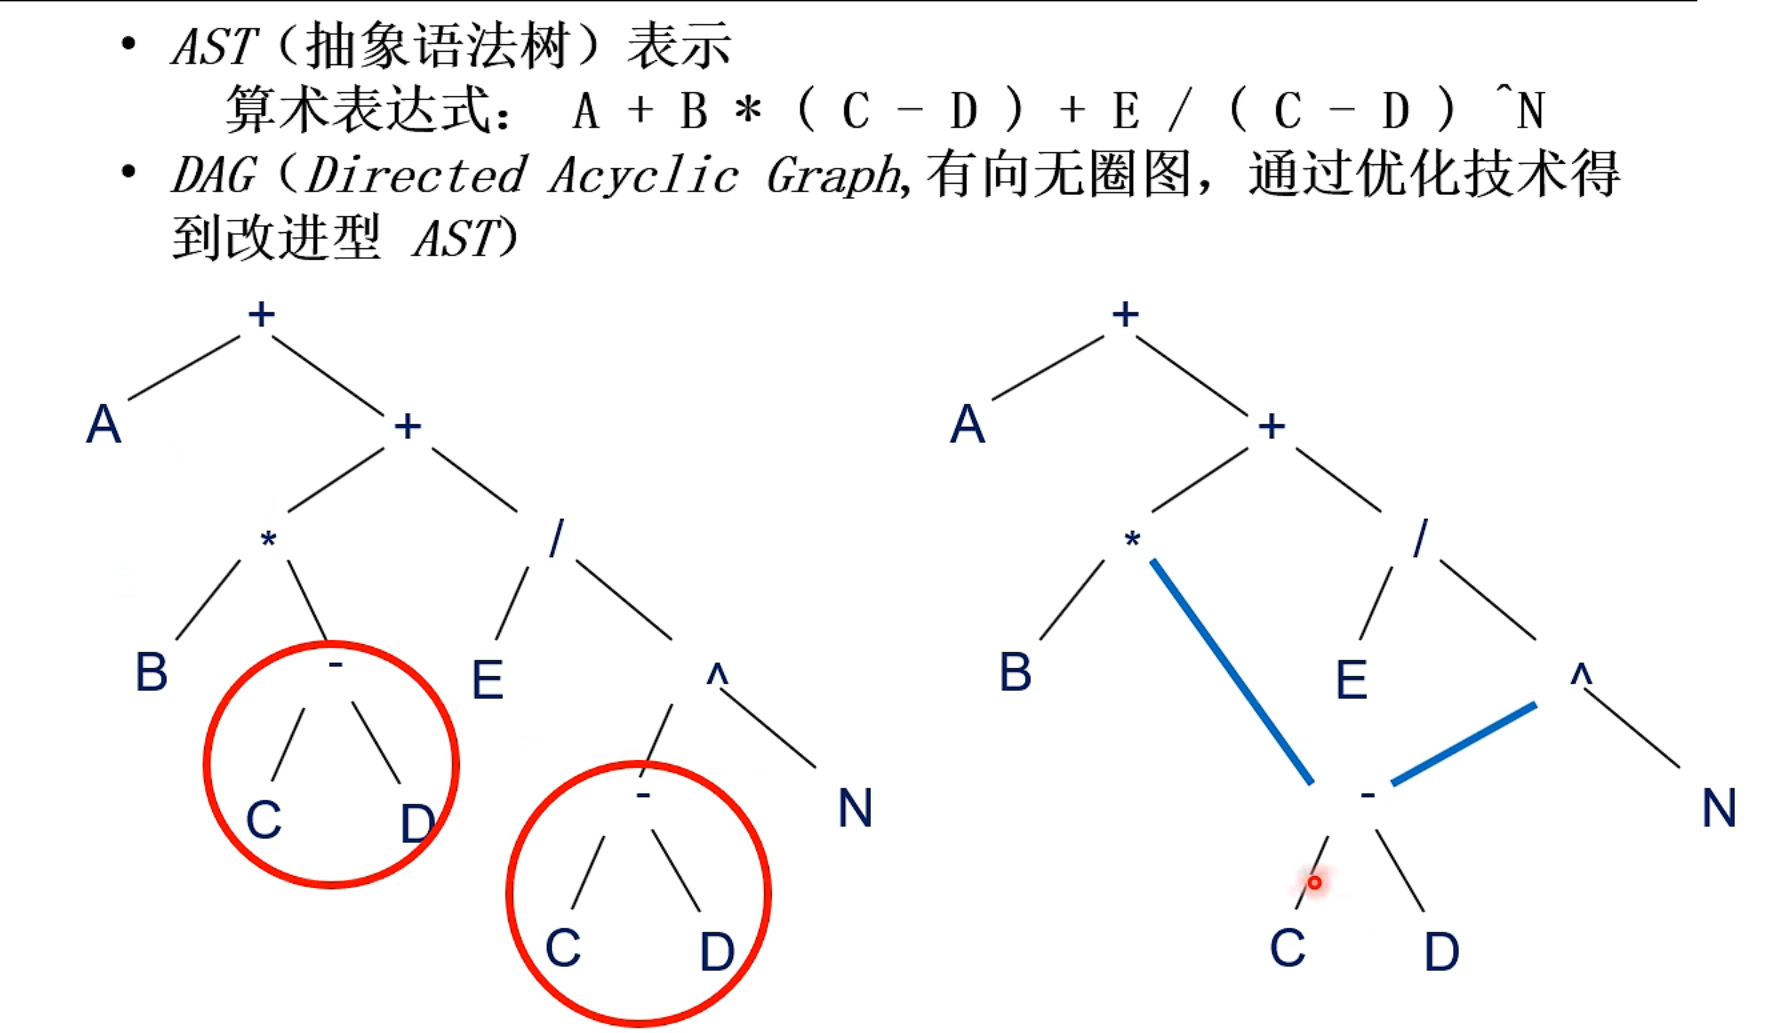 • AST（抽象语法树）表示
算术表达式： A + B * ( C - D ) + E / ( C - D ) ^N
• DAG（Directed Acyclic Graph,有向无圈图，通过优化技术得
到改进型 AST）
+ +
A + A +
* / * /
B - E ^ B E ^
C D - N - N
C D C D